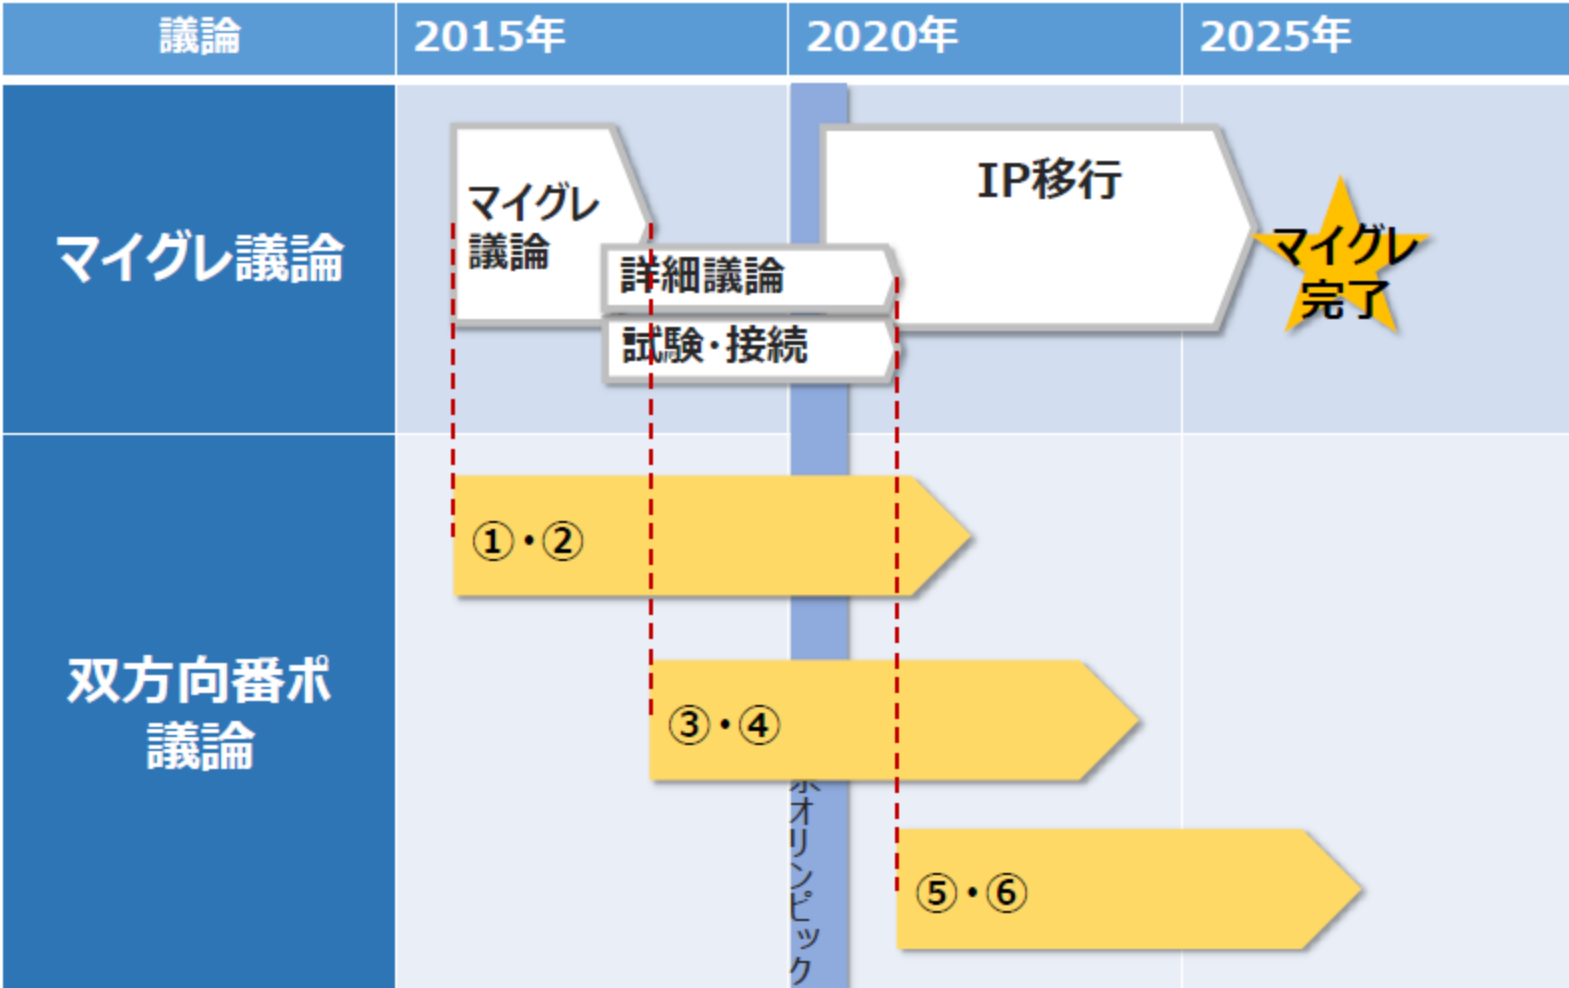 議論
2015年
2020年
2025年
マイグレ議論
マイグレ
議論
詳細議論
試験・接続
IP移行
マイグレ
完了
双方向番ポ
議論
①・②
③・④
⑤・⑥
オリンピック